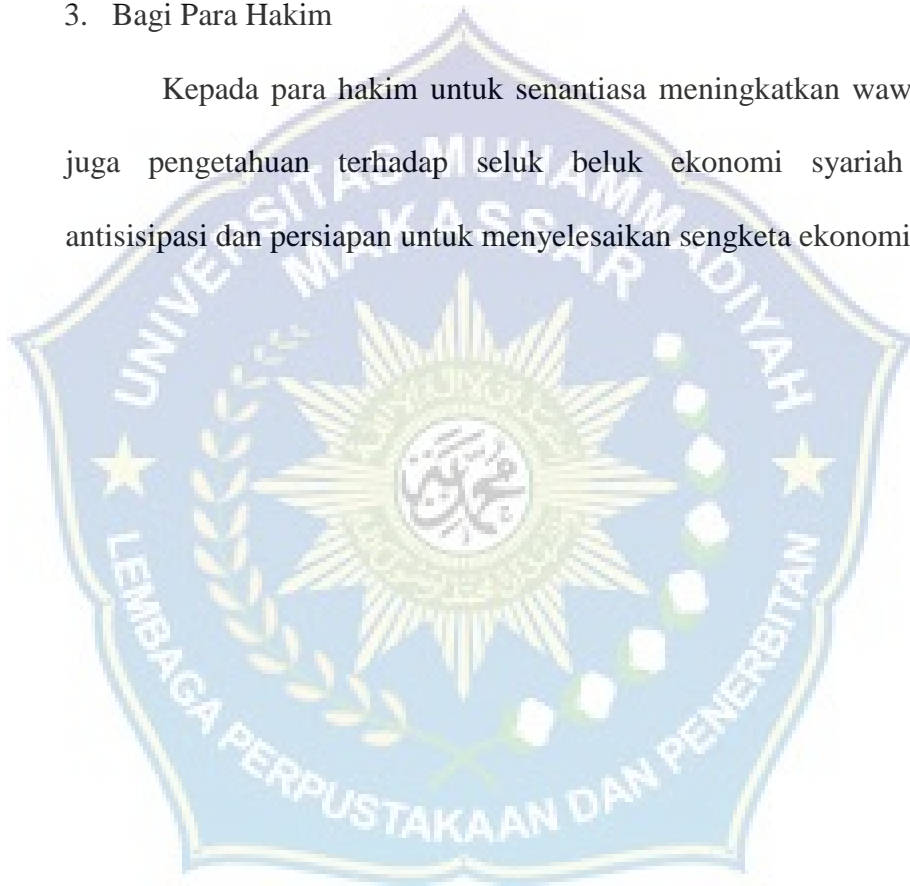 3. Bagi Para Hakim
Kepada para hakim untuk senantiasa meningkatkan waw
juga pengetahuan terhadap seluk beluk ekonomi syariah
antisisipasi dan persiapan untuk menyelesaikan sengketa ekonomi
UNIVERSITAS MUHAMMADIYAH
MAKASSAR
LEMBAGA PERPUSTAKAAN DAN PENERBITAN